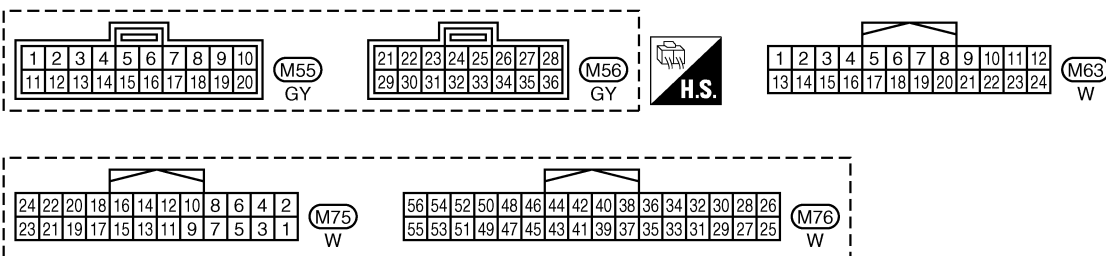 1 2 3 4 5 6 7 8 9 10
11 12 13 14 15 16 17 18 19 20
M55
GY
21 22 23 24 25 26 27 28
29 30 31 32 33 34 35 36
M56
GY
H.S.
1 2 3 4 5 6 7 8 9 10 11 12
13 14 15 16 17 18 19 20 21 22 23 24
M63
W
24 22 20 18 16 14 12 10 8 6 4 2
23 21 19 17 15 13 11 9 7 5 3 1
M75
W
56 54 52 50 48 46 44 42 40 38 36 34 32 30 28 26
55 53 51 49 47 45 43 41 39 37 35 33 31 29 27 25
M76
W